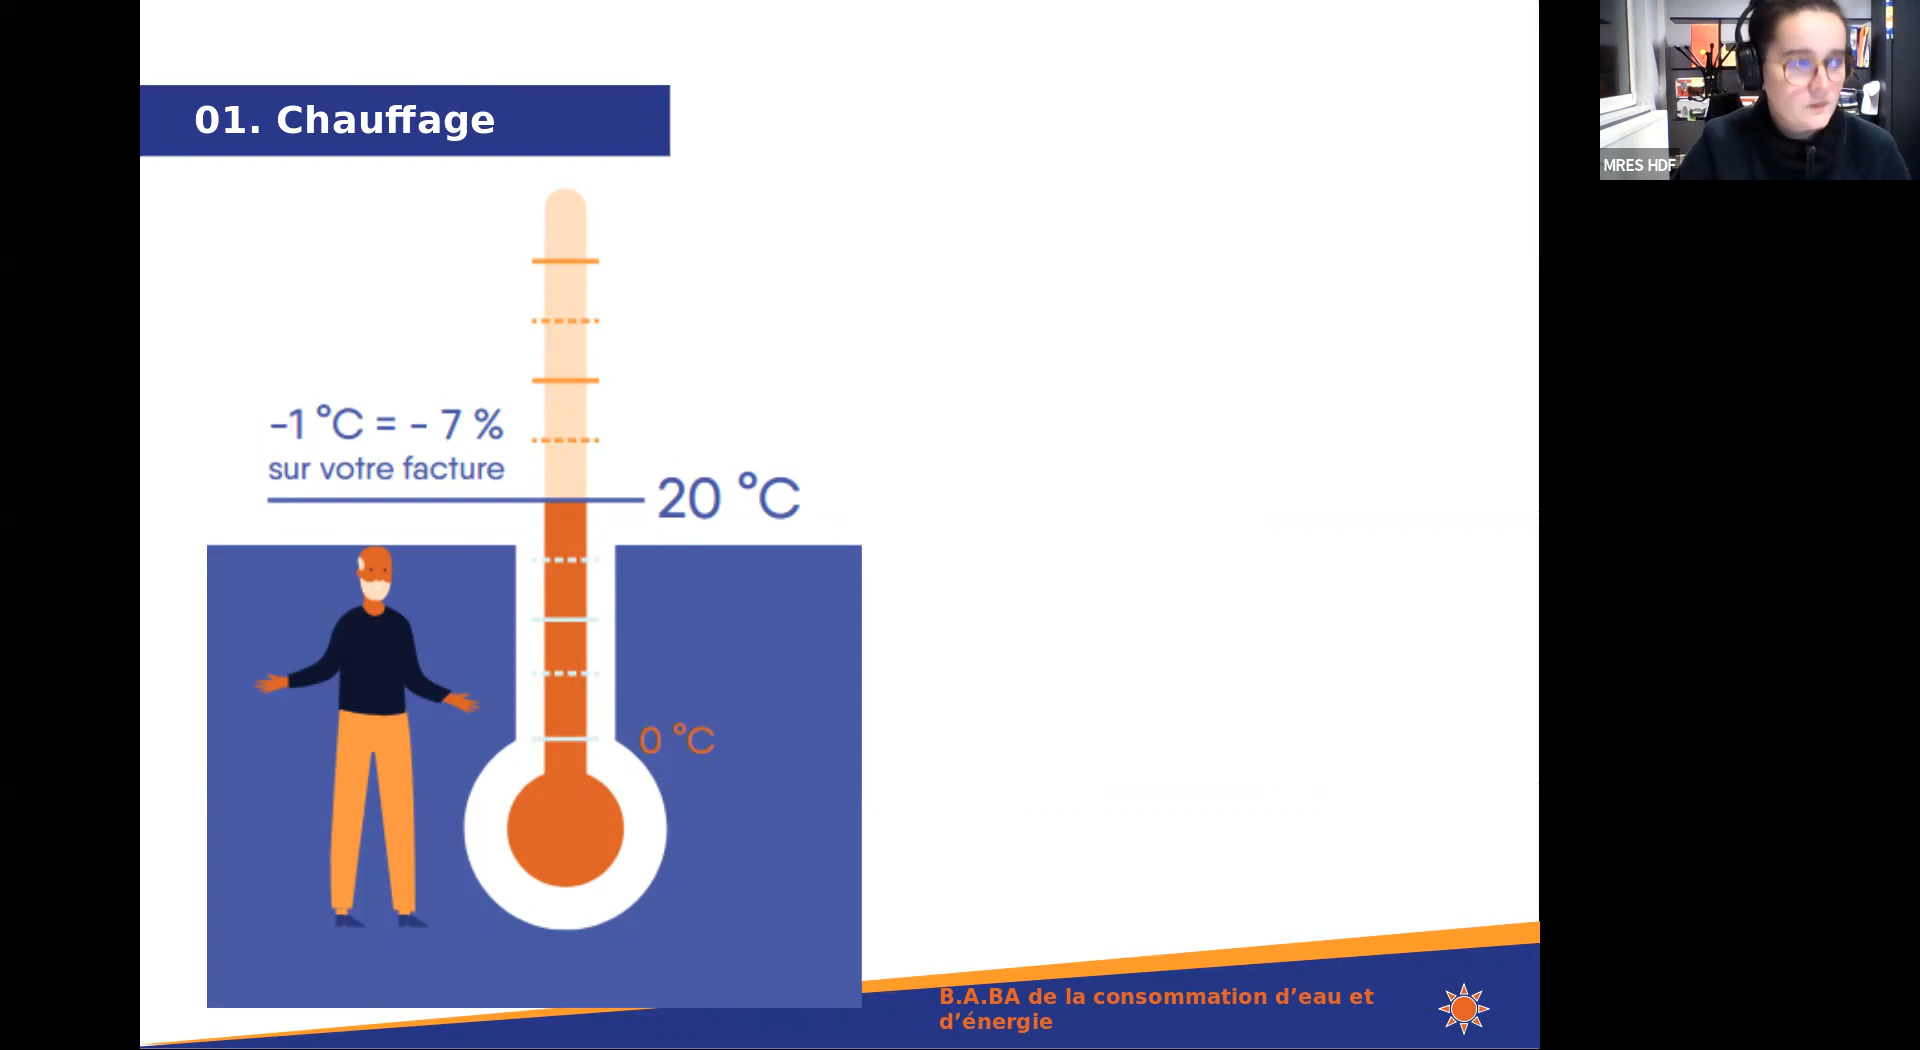 01. Chauffage
-1 °C = - 7 %
sur votre facture
20 °C
0 °C
B.A.BA de la consommation d’eau et
d’énergie
MRES HDF